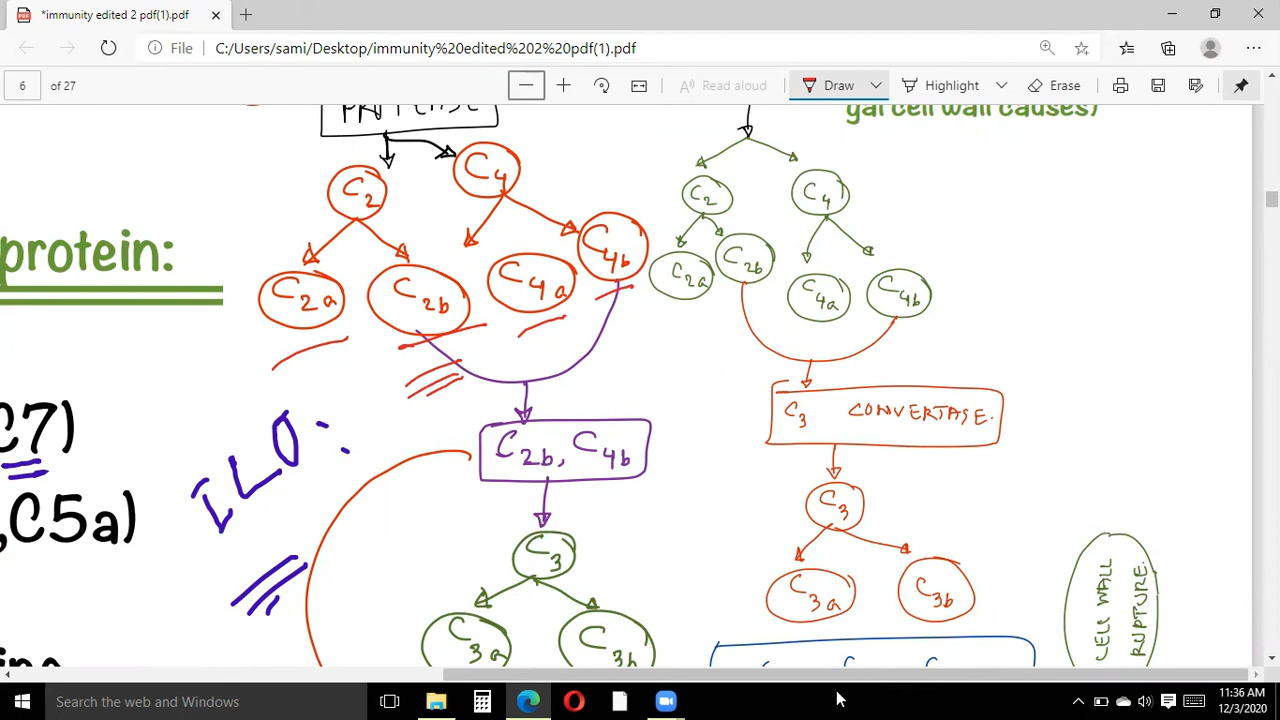 *immunity edited 2 pdf(1).pdf
File
C:/Users/sami/Desktop/immunity%20edited%202%20pdf(1).pdf
6 of 27
Read aloud
Draw
Highlight
Erase
PROTEASE
gal cell wall causes)
C2
C4
C4b
C2a
C2b
C4a
C2
C4
C2a
C2b
C4a
C4b
protein:
C3 CONVERTASE.
C7)
ILO:
C2b, C4b
,C5a)
C3
C3
C3a
C3b
C3a
C3b
CELL WALL
RUPTURE.
Search the web and Windows
11:36 AM
12/3/2020